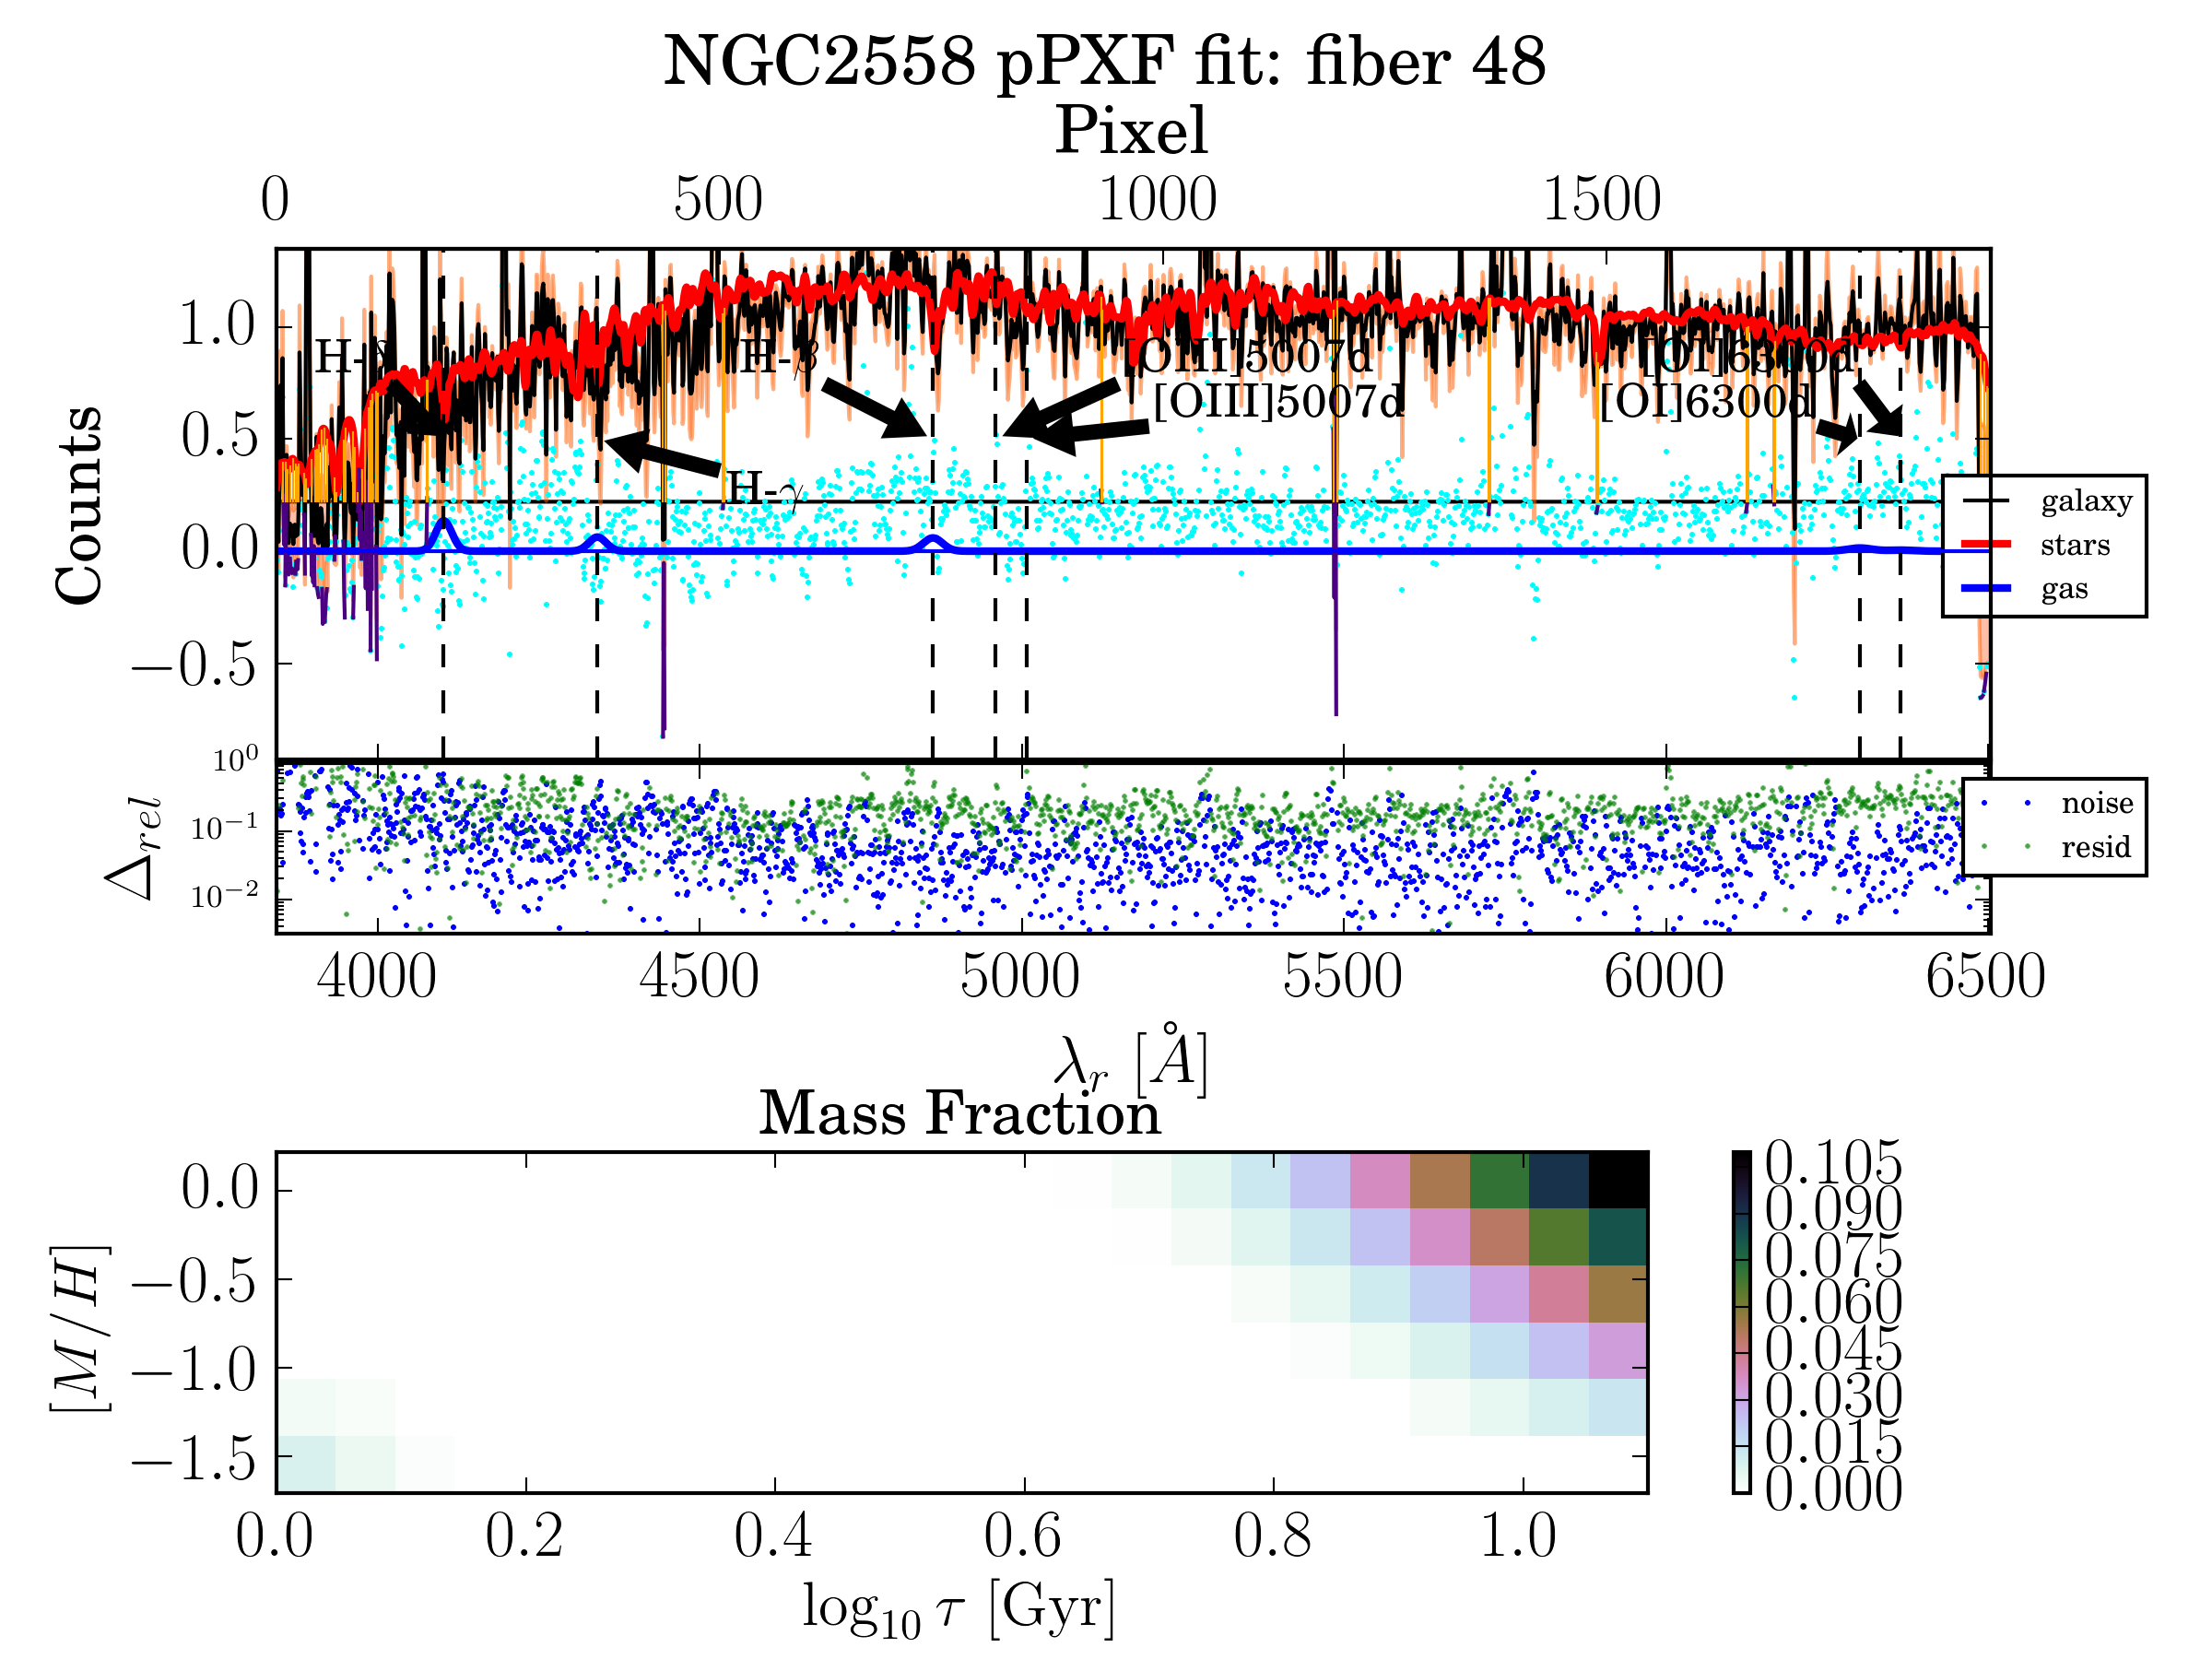 NGC2558 pPXF fit: fiber 48
Pixel
0 500 1000 1500
Counts
1.0
0.5
0.0
−0.5
H-δ
H-γ
H-β
[OIII]5007d
[OIII]5007d
[OI]6300d
[OI]6300d
galaxy
stars
gas
Δrel
10^0
10^−1
10^−2
noise
resid
4000 4500 5000 5500 6000 6500
λr [Å]
Mass Fraction
[M/H]
0.0
−0.5
−1.0
−1.5
0.0 0.2 0.4 0.6 0.8 1.0
log10 τ [Gyr]
0.105
0.090
0.075
0.060
0.045
0.030
0.015
0.000